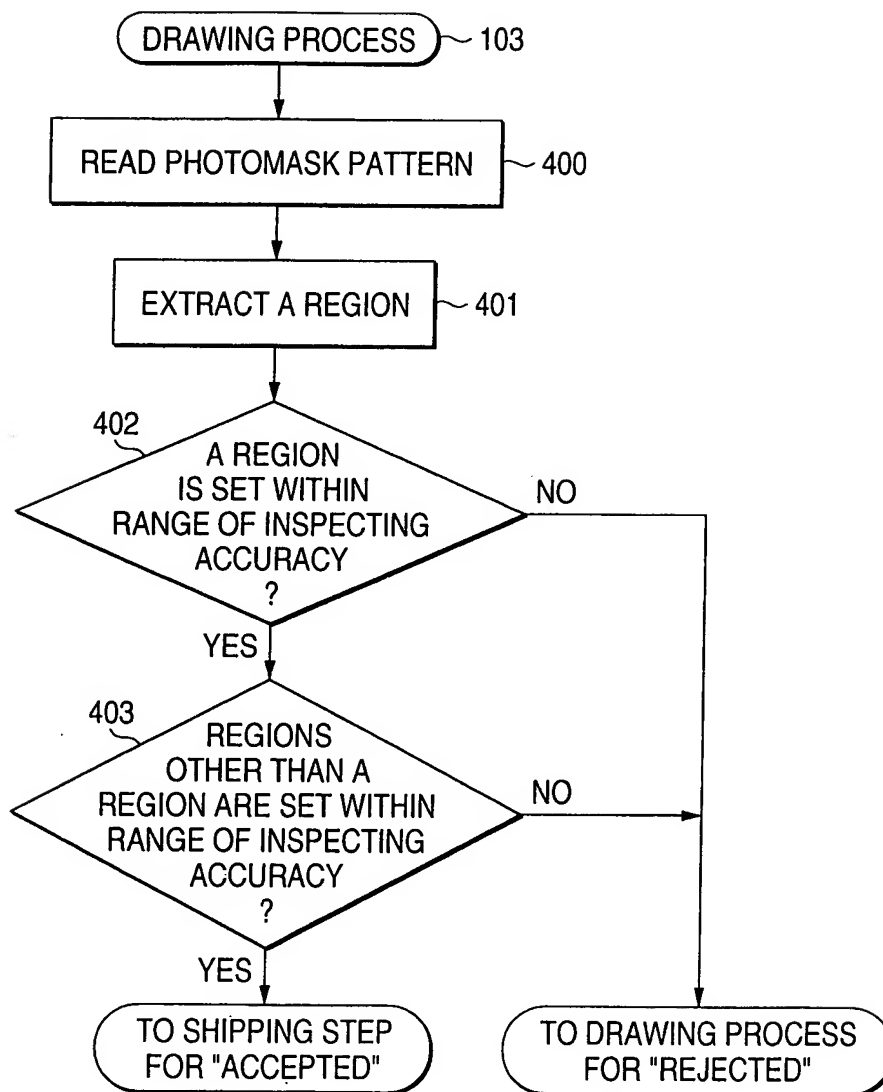 DRAWING PROCESS
103
READ PHOTOMASK PATTERN
400
EXTRACT A REGION
401
402
A REGION
IS SET WITHIN
RANGE OF INSPECTING
ACCURACY
?
NO
YES
403
REGIONS
OTHER THAN A
REGION ARE SET WITHIN
RANGE OF INSPECTING
ACCURACY
?
NO
YES
TO SHIPPING STEP
FOR "ACCEPTED"
TO DRAWING PROCESS
FOR "REJECTED"